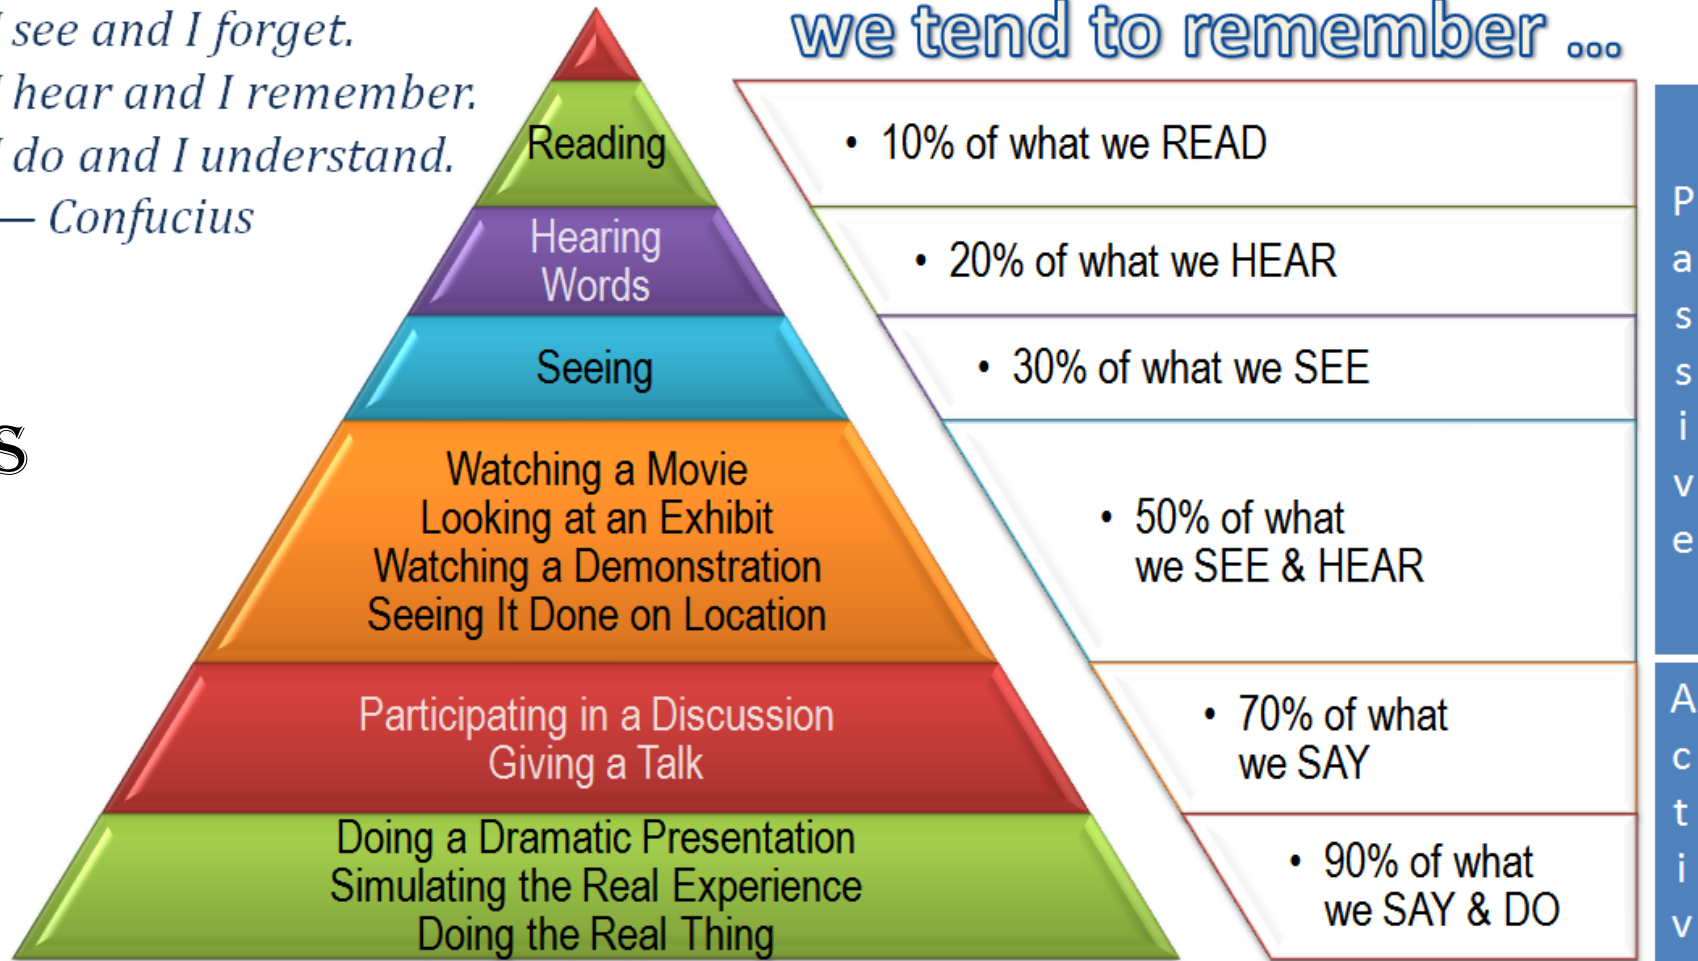 I see and I forget.
I hear and I remember.
I do and I understand.
— Confucius
s
we tend to remember ...
Reading
• 10% of what we READ
Hearing
Words
• 20% of what we HEAR
Seeing
• 30% of what we SEE
Watching a Movie
Looking at an Exhibit
Watching a Demonstration
Seeing It Done on Location
• 50% of what
we SEE & HEAR
Participating in a Discussion
Giving a Talk
• 70% of what
we SAY
Doing a Dramatic Presentation
Simulating the Real Experience
Doing the Real Thing
• 90% of what
we SAY & DO
Passive
Activ